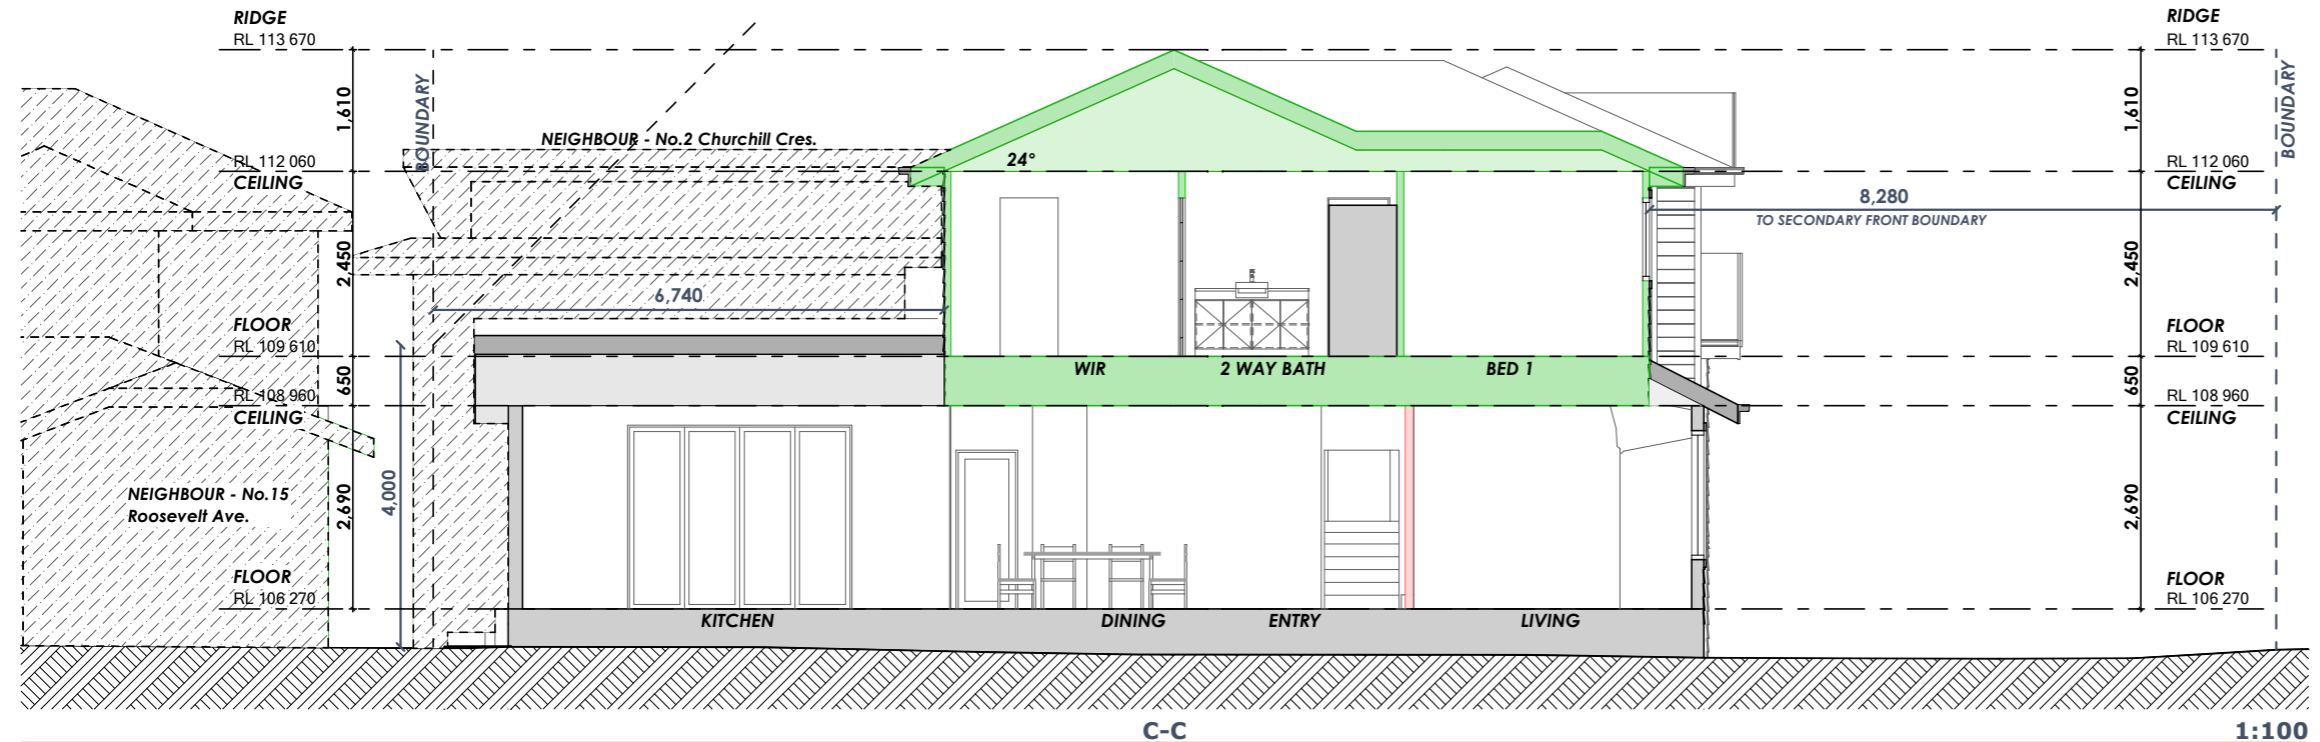 RIDGE
RL 113 670
RIDGE
RL 113 670
BOUNDARY
BOUNDARY
1,610
1,610
NEIGHBOUR - No.2 Churchill Cres.
24°
RL 112 060
CEILING
RL 112 060
CEILING
8,280
TO SECONDARY FRONT BOUNDARY
2,450
2,450
6,740
FLOOR
RL 109 610
FLOOR
RL 109 610
WIR
2 WAY BATH
BED 1
650
650
RL 108 960
CEILING
RL 108 960
CEILING
NEIGHBOUR - No.15
Roosevelt Ave.
2,690
4,000
2,690
FLOOR
RL 106 270
FLOOR
RL 106 270
KITCHEN
DINING
ENTRY
LIVING
C-C
1:100